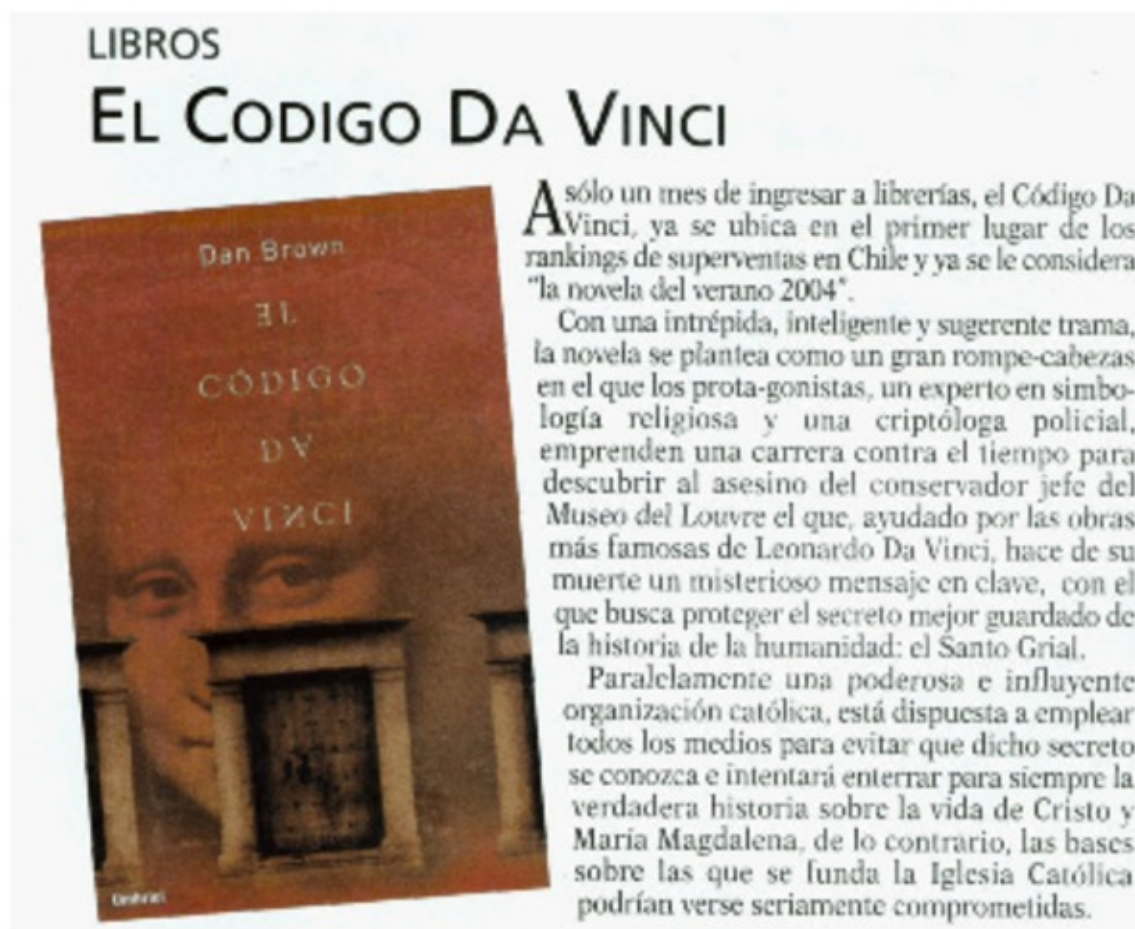 LIBROS
EL CODIGO DA VINCI
Dan Brown
EL
CÓDIGO
DA
VINCI
Umbriel
A sólo un mes de ingresar a librerías, el Código Da
Vinci, ya se ubica en el primer lugar de los
rankings de superventas en Chile y ya se le considera
"la novela del verano 2004".
Con una intrépida, inteligente y sugerente trama,
la novela se plantea como un gran rompe-cabezas
en el que los prota-gonistas, un experto en simbo-
logía religiosa y una criptóloga policial,
emprenden una carrera contra el tiempo para
descubrir al asesino del conservador jefe del
Museo del Louvre el que, ayudado por las obras
más famosas de Leonardo Da Vinci, hace de su
muerte un misterioso mensaje en clave, con el
que busca proteger el secreto mejor guardado de
la historia de la humanidad: el Santo Grial.
Paralelamente una poderosa e influyente
organización católica, está dispuesta a emplear
todos los medios para evitar que dicho secreto
se conozca e intentará enterrar para siempre la
verdadera historia sobre la vida de Cristo y
María Magdalena, de lo contrario, las bases
sobre las que se funda la Iglesia Católica
podrían verse seriamente comprometidas.